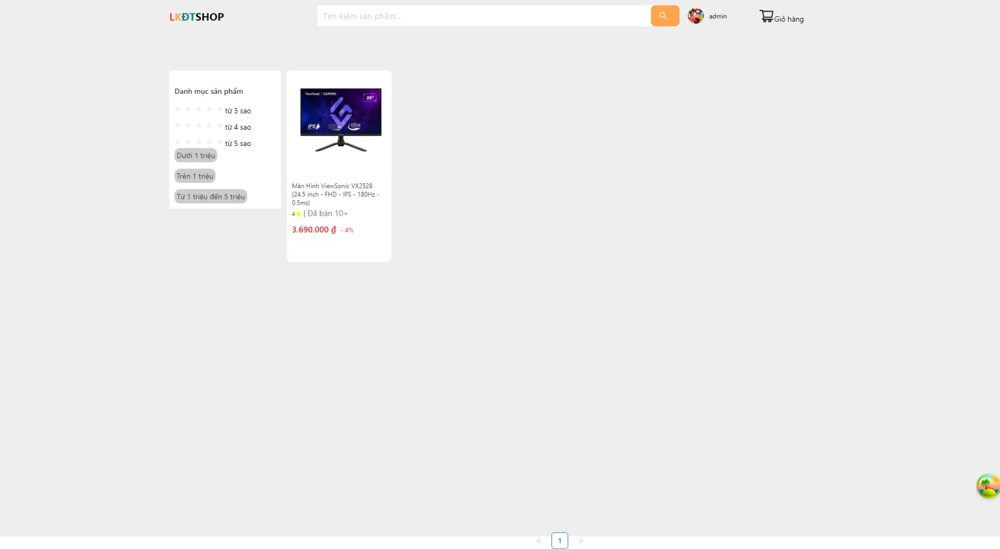 LKĐTSHOP
Tìm kiếm sản phẩm...
admin
Giỏ hàng
Danh mục sản phẩm
từ 3 sao
từ 4 sao
từ 5 sao
Dưới 1 triệu
Trên 1 triệu
Từ 1 triệu đến 5 triệu
ViewSonic | GAMING
25"
IPS
Màn Hình ViewSonic VX2528
(24.5 inch - FHD - IPS - 180Hz -
0.5ms)
4 | Đã bán 10+
3.690.000 ₫ - 4%
1